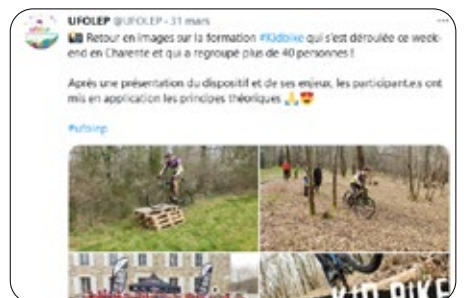 UFOLEP @UFOLEP · 31 mars
Retour en images sur la formation #Kidbike qui s'est déroulée ce week-
end en Charente et qui a regroupé plus de 40 personnes !
Après une présentation du dispositif et de ses enjeux, les participant.e.s ont
mis en application les principes théoriques
#ufolep
KID BIKE